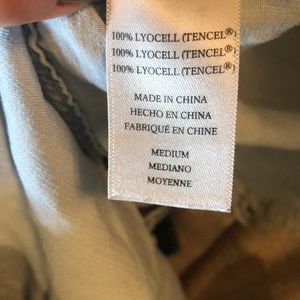 100% LYOCELL (TENCEL®)
100% LYOCELL (TENCEL®)
100% LYOCELL (TENCEL®)
MADE IN CHINA
HECHO EN CHINA
FABRIQUÉ EN CHINE
MEDIUM
MEDIANO
MOYENNE